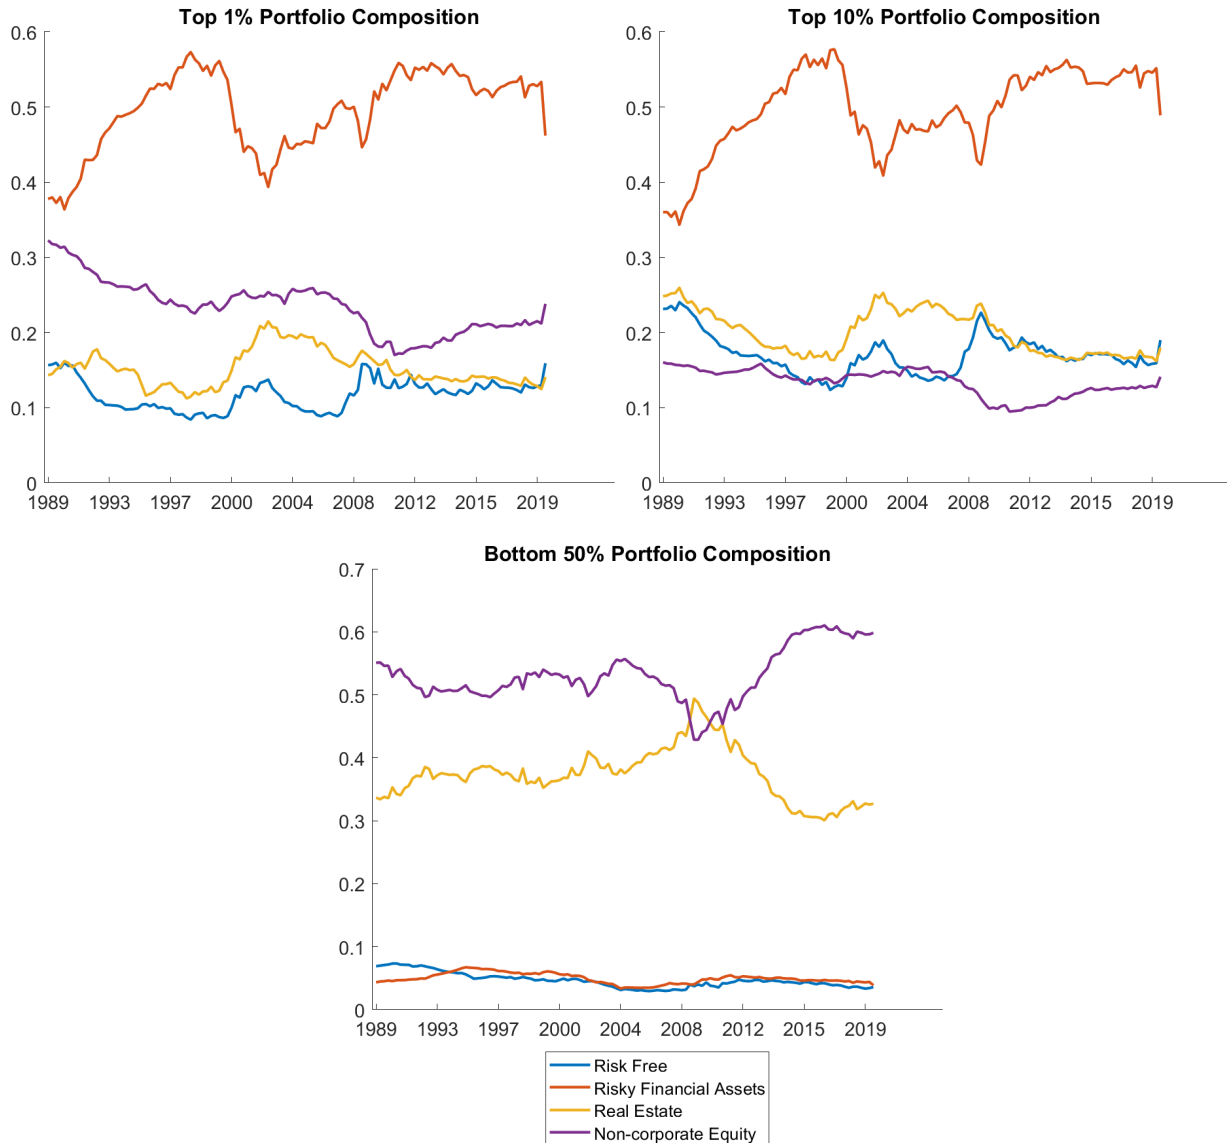 Top 1% Portfolio Composition
0.6
0.5
0.4
0.3
0.2
0.1
0
1989 1993 1997 2000 2004 2008 2012 2015 2019
Top 10% Portfolio Composition
0.6
0.5
0.4
0.3
0.2
0.1
0
1989 1993 1997 2000 2004 2008 2012 2015 2019
Bottom 50% Portfolio Composition
0.7
0.6
0.5
0.4
0.3
0.2
0.1
0
1989 1993 1997 2000 2004 2008 2012 2015 2019
Risk Free
Risky Financial Assets
Real Estate
Non-corporate Equity